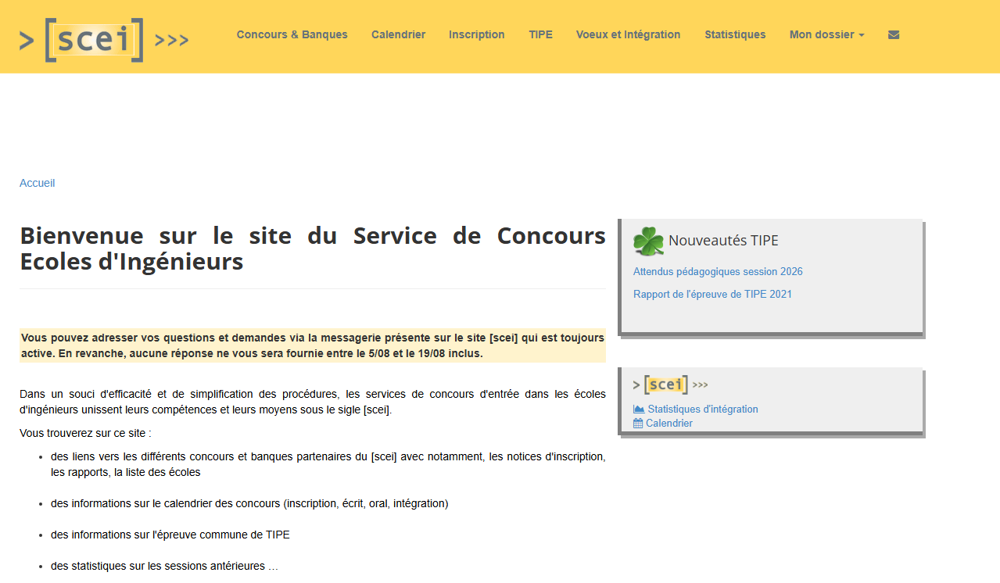 > [scei] >>>
Concours & Banques
Calendrier
Inscription
TIPE
Voeux et Intégration
Statistiques
Mon dossier
Accueil
Bienvenue sur le site du Service de Concours
Ecoles d'Ingénieurs
Vous pouvez adresser vos questions et demandes via la messagerie présente sur le site [scei] qui est toujours
active. En revanche, aucune réponse ne vous sera fournie entre le 5/08 et le 19/08 inclus.
Dans un souci d'efficacité et de simplification des procédures, les services de concours d'entrée dans les écoles
d'ingénieurs unissent leurs compétences et leurs moyens sous le sigle [scei].
Vous trouverez sur ce site :
• des liens vers les différents concours et banques partenaires du [scei] avec notamment, les notices d'inscription,
les rapports, la liste des écoles
• des informations sur le calendrier des concours (inscription, écrit, oral, intégration)
• des informations sur l'épreuve commune de TIPE
• des statistiques sur les sessions antérieures ...
Nouveautés TIPE
Attendus pédagogiques session 2026
Rapport de l'épreuve de TIPE 2021
> [scei] >>>
Statistiques d'intégration
Calendrier